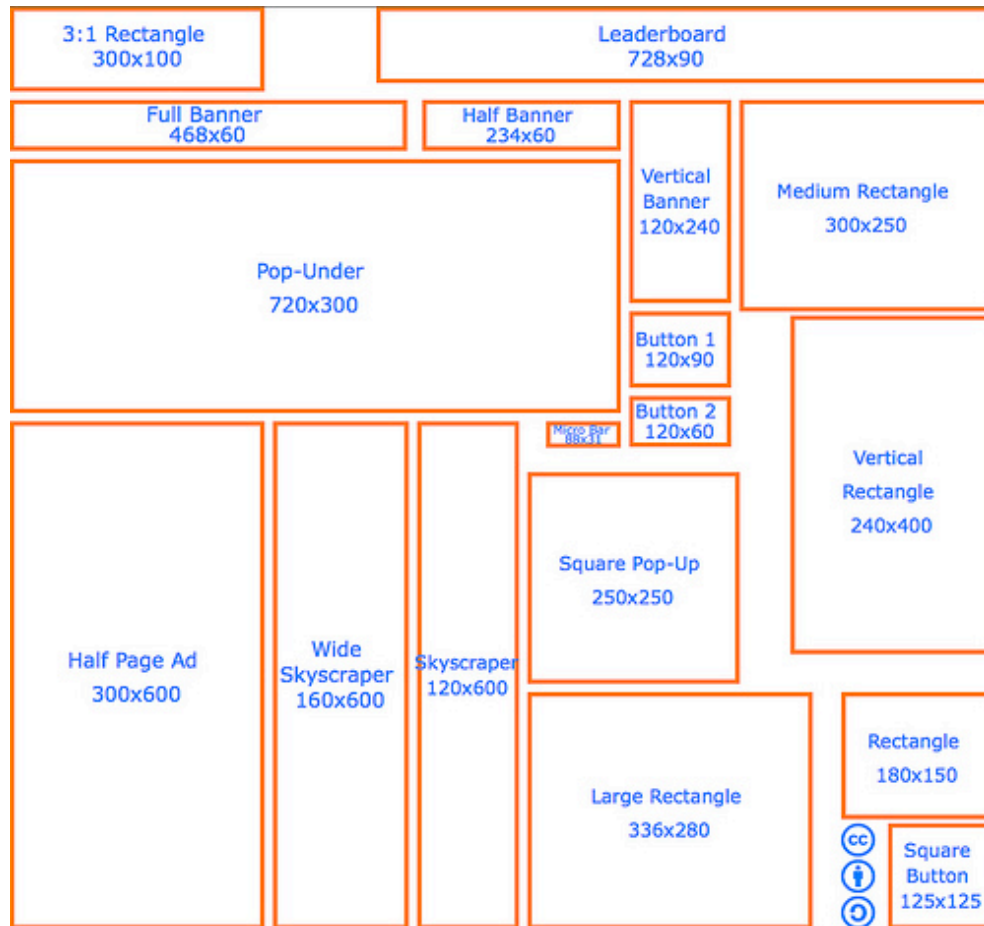 3:1 Rectangle
300x100
Leaderboard
728x90
Full Banner
468x60
Half Banner
234x60
Vertical
Banner
120x240
Medium Rectangle
300x250
Pop-Under
720x300
Button 1
120x90
Button 2
120x60
Micro Bar
88x31
Vertical
Rectangle
240x400
Square Pop-Up
250x250
Half Page Ad
300x600
Wide
Skyscraper
160x600
Skyscraper
120x600
Large Rectangle
336x280
Rectangle
180x150
cc
Square
Button
125x125